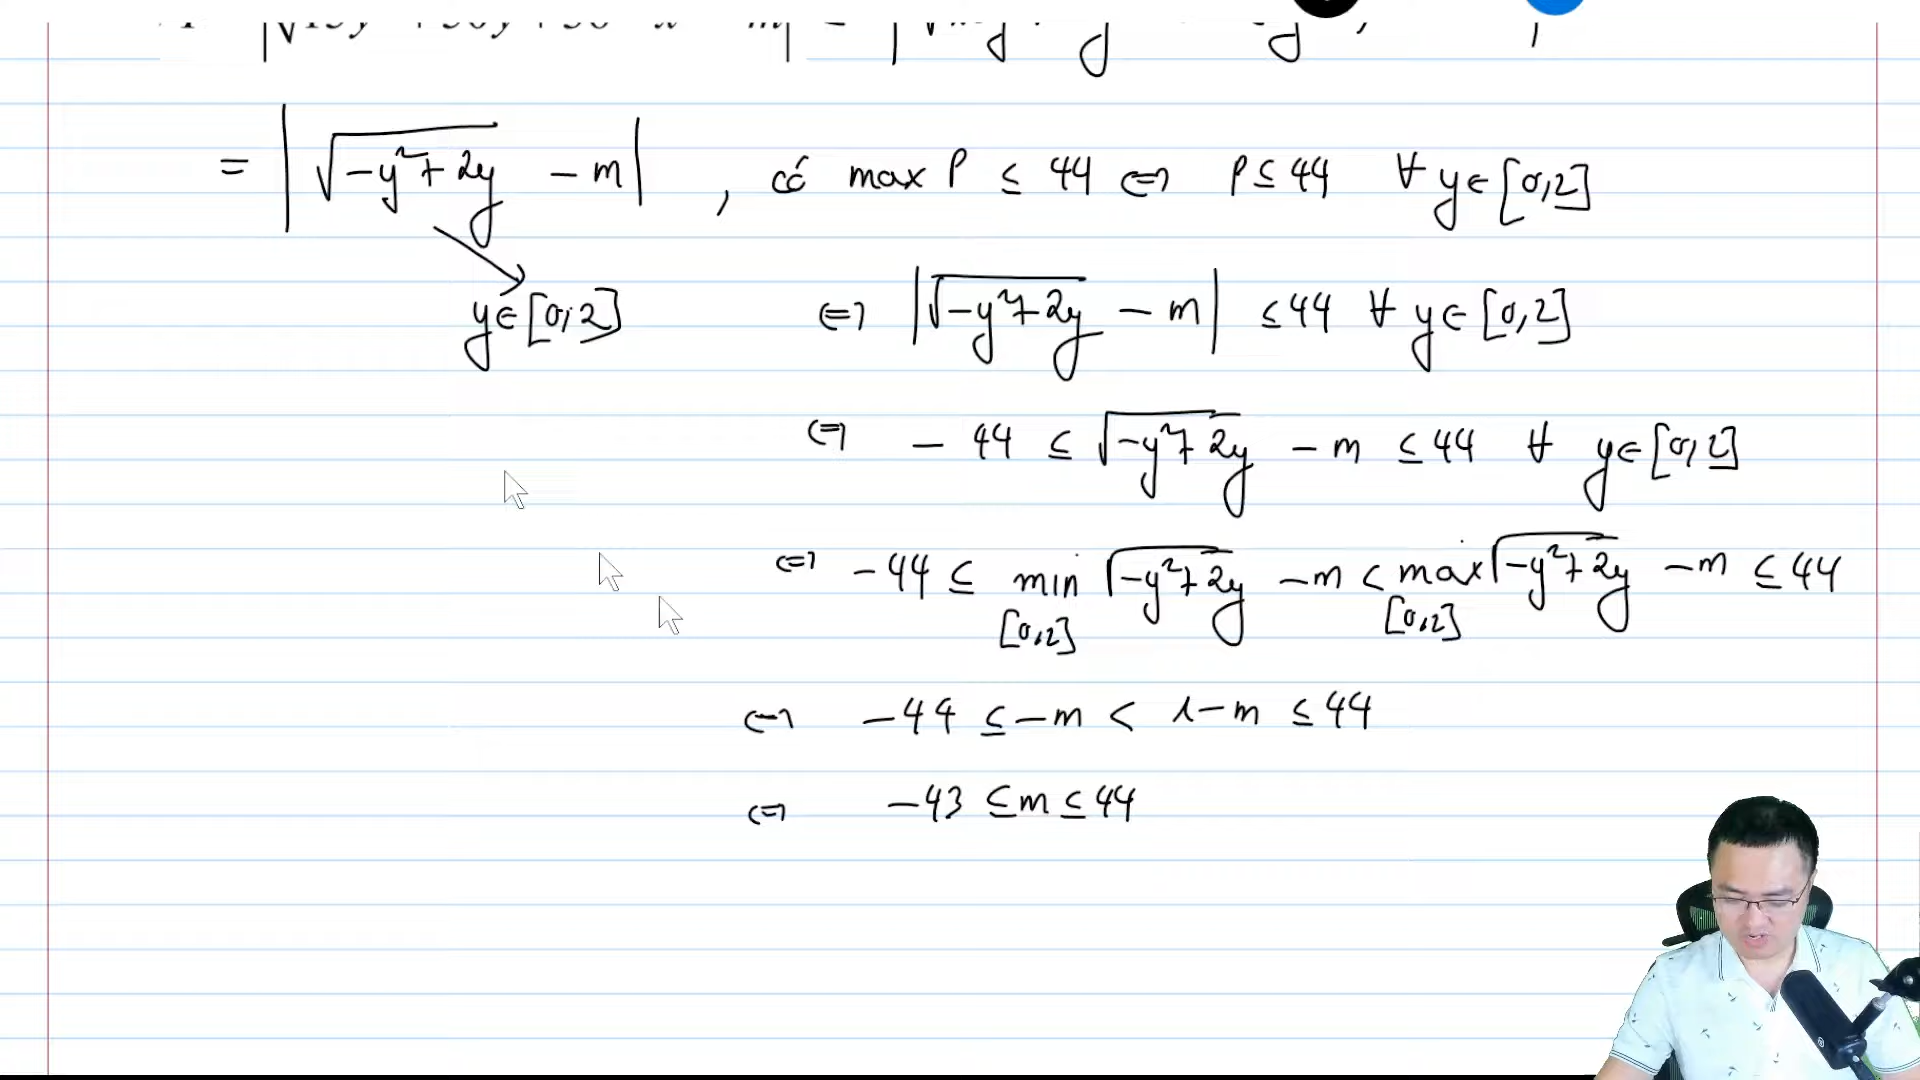 = |√(-y²+2y) - m| , có max P ≤ 44 ⇔ P ≤ 44 ∀ y∈[0,2]
y∈[0,2] ⇔ |√(-y²+2y) - m| ≤ 44 ∀ y∈[0,2]
⇔ -44 ≤ √(-y²+2y) - m ≤ 44 ∀ y∈[0,2]
⇔ -44 ≤ min √(-y²+2y) - m < max √(-y²+2y) - m ≤ 44
[0,2] [0,2]
⇔ -44 ≤ -m < 1-m ≤ 44
⇔ -43 ≤ m ≤ 44